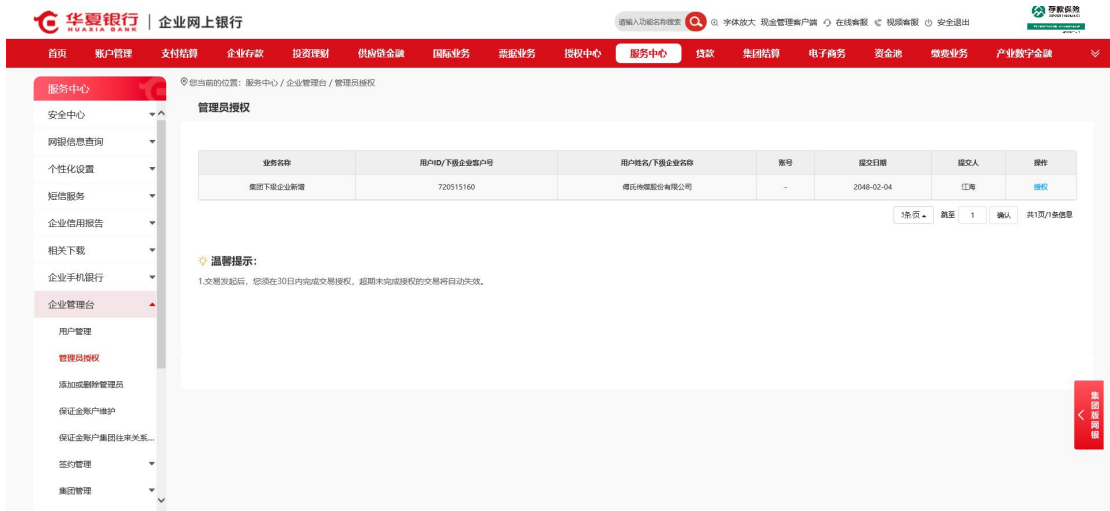 华夏银行 企业网上银行
HUAXIA BANK
请输入功能名称搜索 字体放大 现金管理客户端 在线客服 视频客服 安全退出
存款保险
首页 账户管理 支付结算 企业存款 投资理财 供应链金融 国际业务 票据业务 授权中心 服务中心 贷款 集团结算 电子商务 资金池 缴费业务 产业数字金融
服务中心
安全中心
网银信息查询
个性化设置
短信服务
企业信用报告
相关下载
企业手机银行
企业管理台
用户管理
管理员授权
添加或删除管理员
保证金账户维护
保证金账户集团往来关系...
签约管理
集团管理
您当前的位置:服务中心 / 企业管理台 / 管理员授权
管理员授权
业务名称 用户ID/下级企业客户号 用户姓名/下级企业名称 账号 提交日期 提交人 操作
集团下级企业新增 720515160 傅氏传媒股份有限公司 - 2048-02-04 江海 授权
5条/页 跳至 1 确认 共1页/1条信息
温馨提示:
1.交易发起后,您须在30日内完成交易授权,超期未完成授权的交易将自动失效。
集团版网银